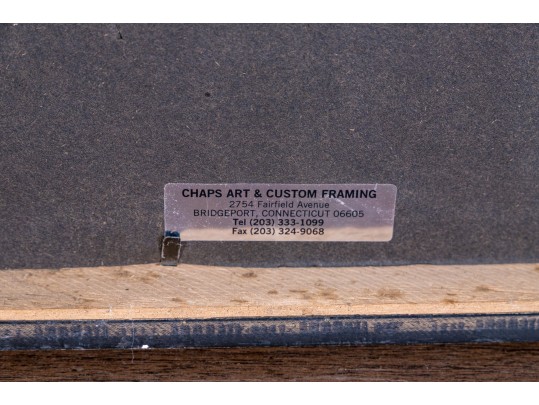 CHAPS ART & CUSTOM FRAMING
2754 Fairfield Avenue
BRIDGEPORT, CONNECTICUT 06605
Tel (203) 333-1099
Fax (203) 324-9068